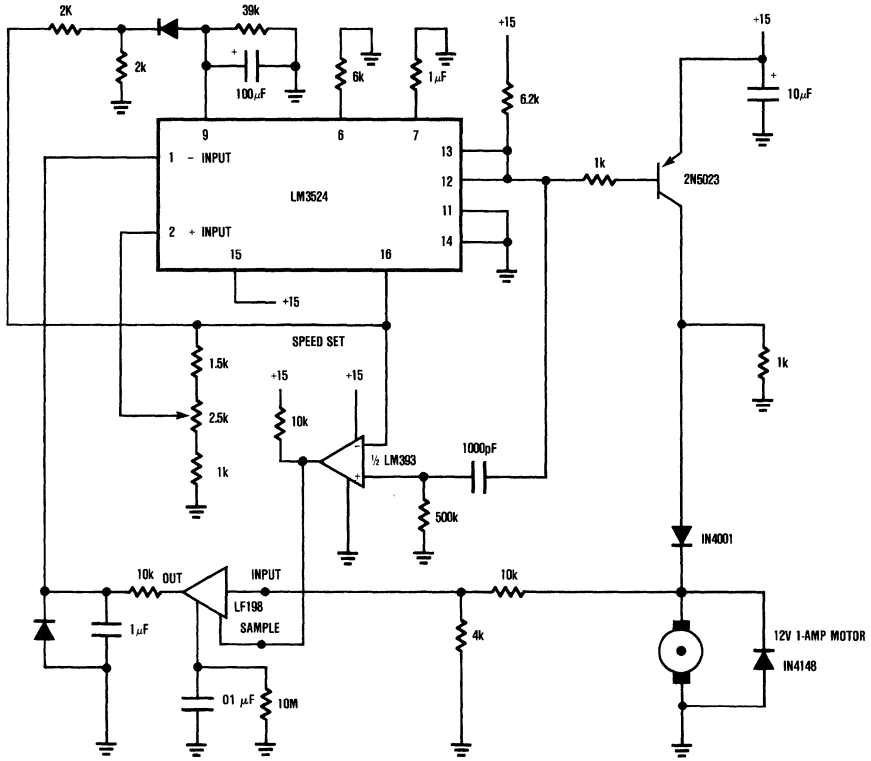 2K
39k
+15
+15
2k
+
100µF
6k
1µF
6.2k
+
10µF
9
6
7
1 – INPUT
13
12
11
14
LM3524
1k
2N5023
2 + INPUT
15
16
+15
SPEED SET
1.5k
2.5k
1k
+15
+15
10k
–
+
½ LM393
1000pF
500k
1k
IN4001
10k
OUT
INPUT
LF198
SAMPLE
10k
4k
1µF
01 µF
10M
12V 1-AMP MOTOR
IN4148